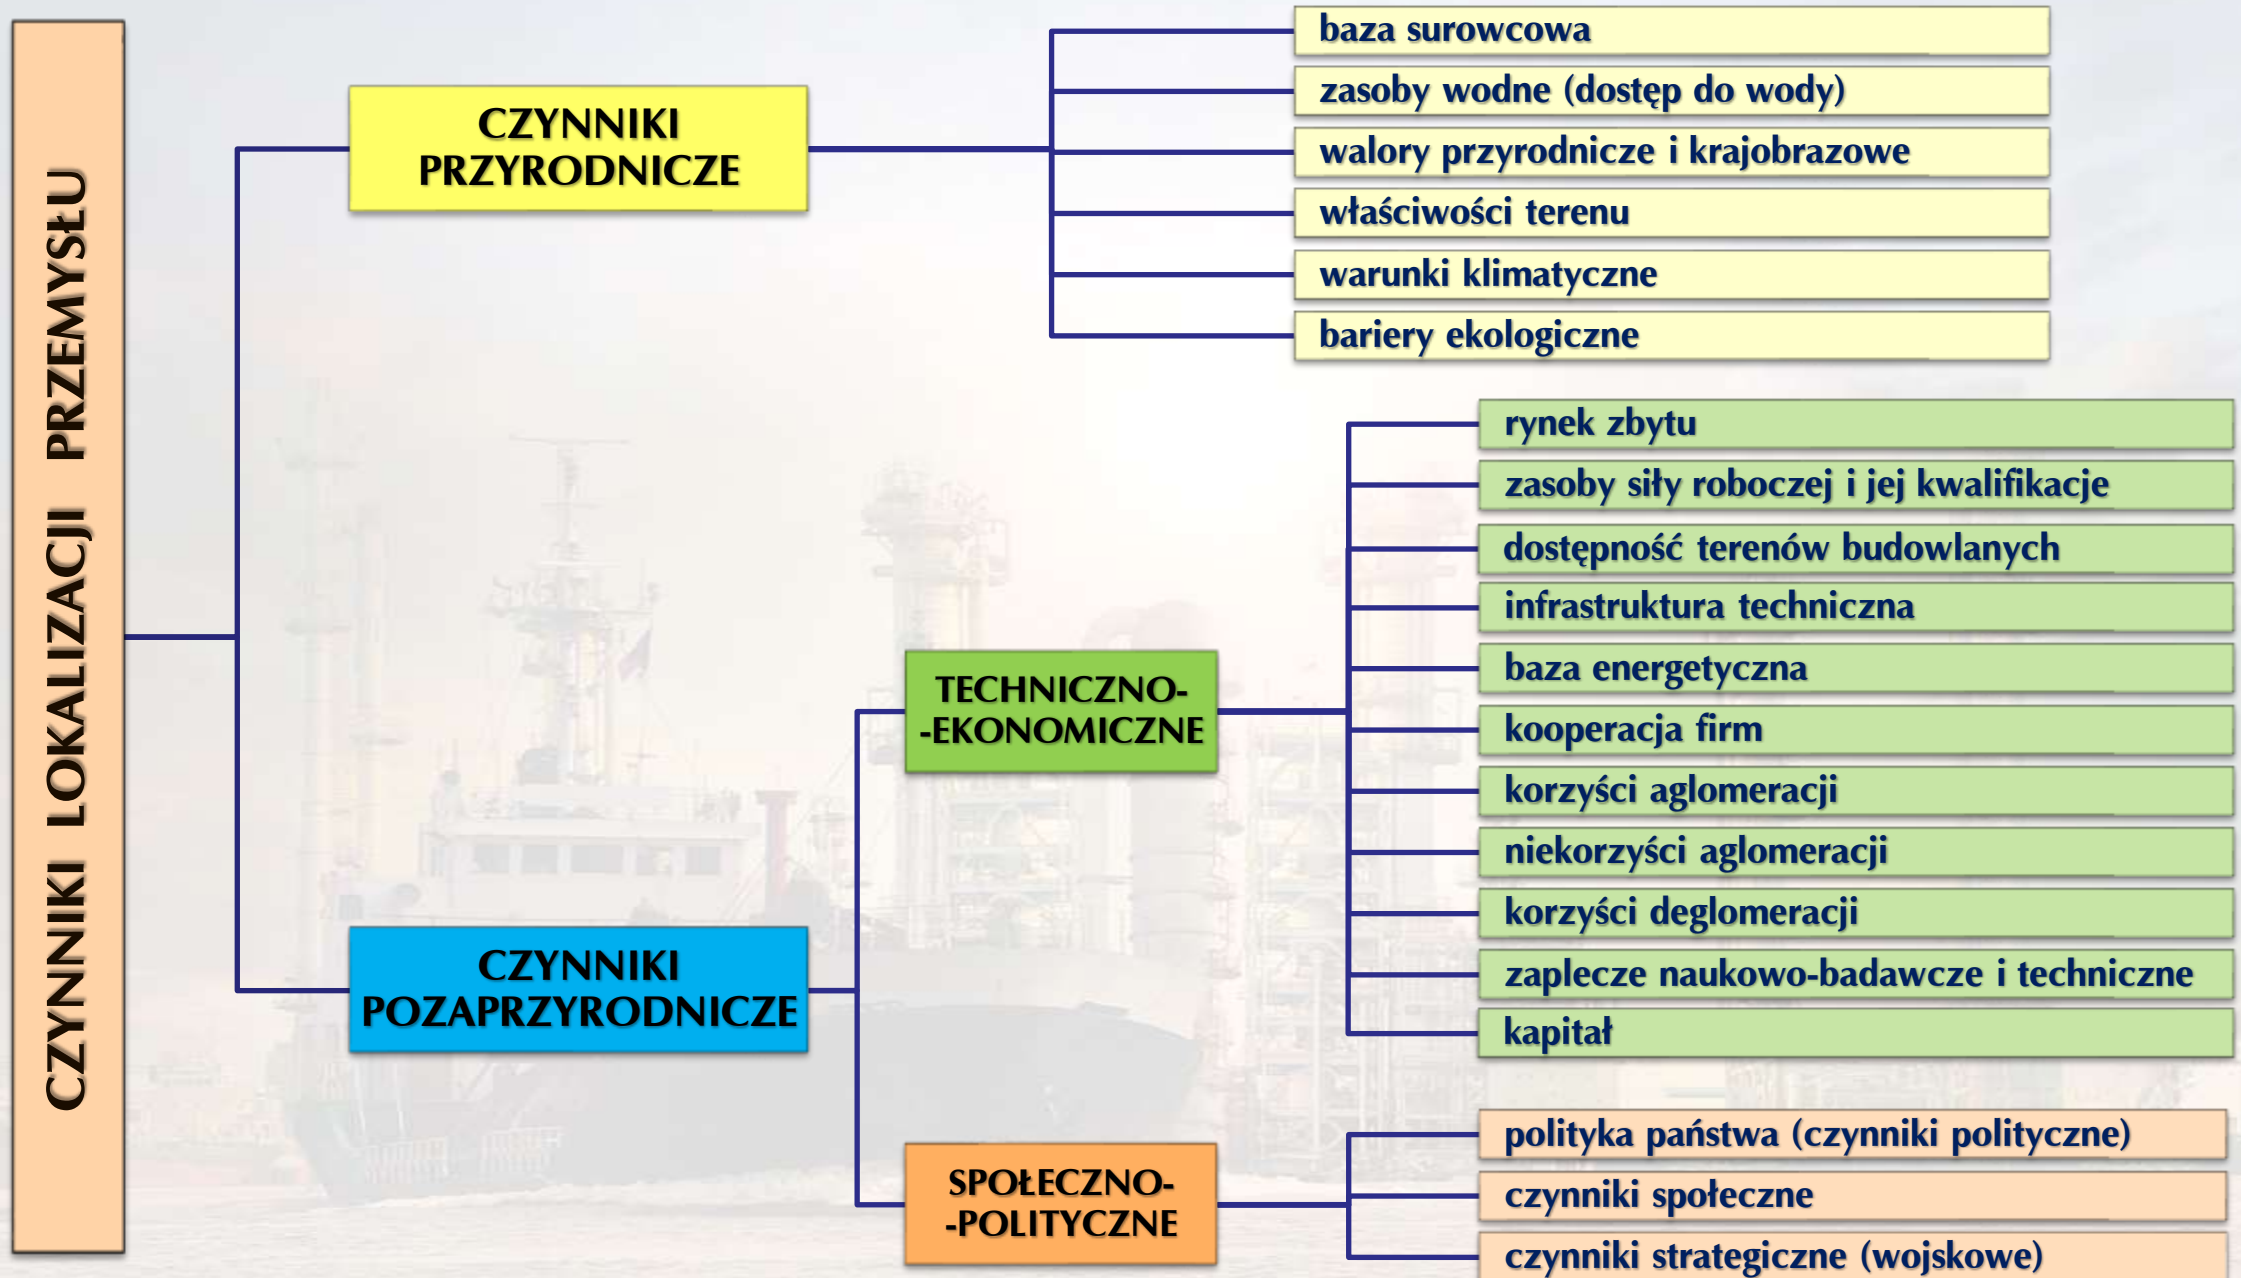 CZYNNIKI LOKALIZACJI PRZEMYSŁU
CZYNNIKI
PRZYRODNICZE
baza surowcowa
zasoby wodne (dostęp do wody)
walory przyrodnicze i krajobrazowe
właściwości terenu
warunki klimatyczne
bariery ekologiczne
CZYNNIKI
POZAPRZYRODNICZE
TECHNICZNO-
-EKONOMICZNE
rynek zbytu
zasoby siły roboczej i jej kwalifikacje
dostępność terenów budowlanych
infrastruktura techniczna
baza energetyczna
kooperacja firm
korzyści aglomeracji
niekorzyści aglomeracji
korzyści deglomeracji
zaplecze naukowo-badawcze i techniczne
kapitał
SPOŁECZNO-
-POLITYCZNE
polityka państwa (czynniki polityczne)
czynniki społeczne
czynniki strategiczne (wojskowe)